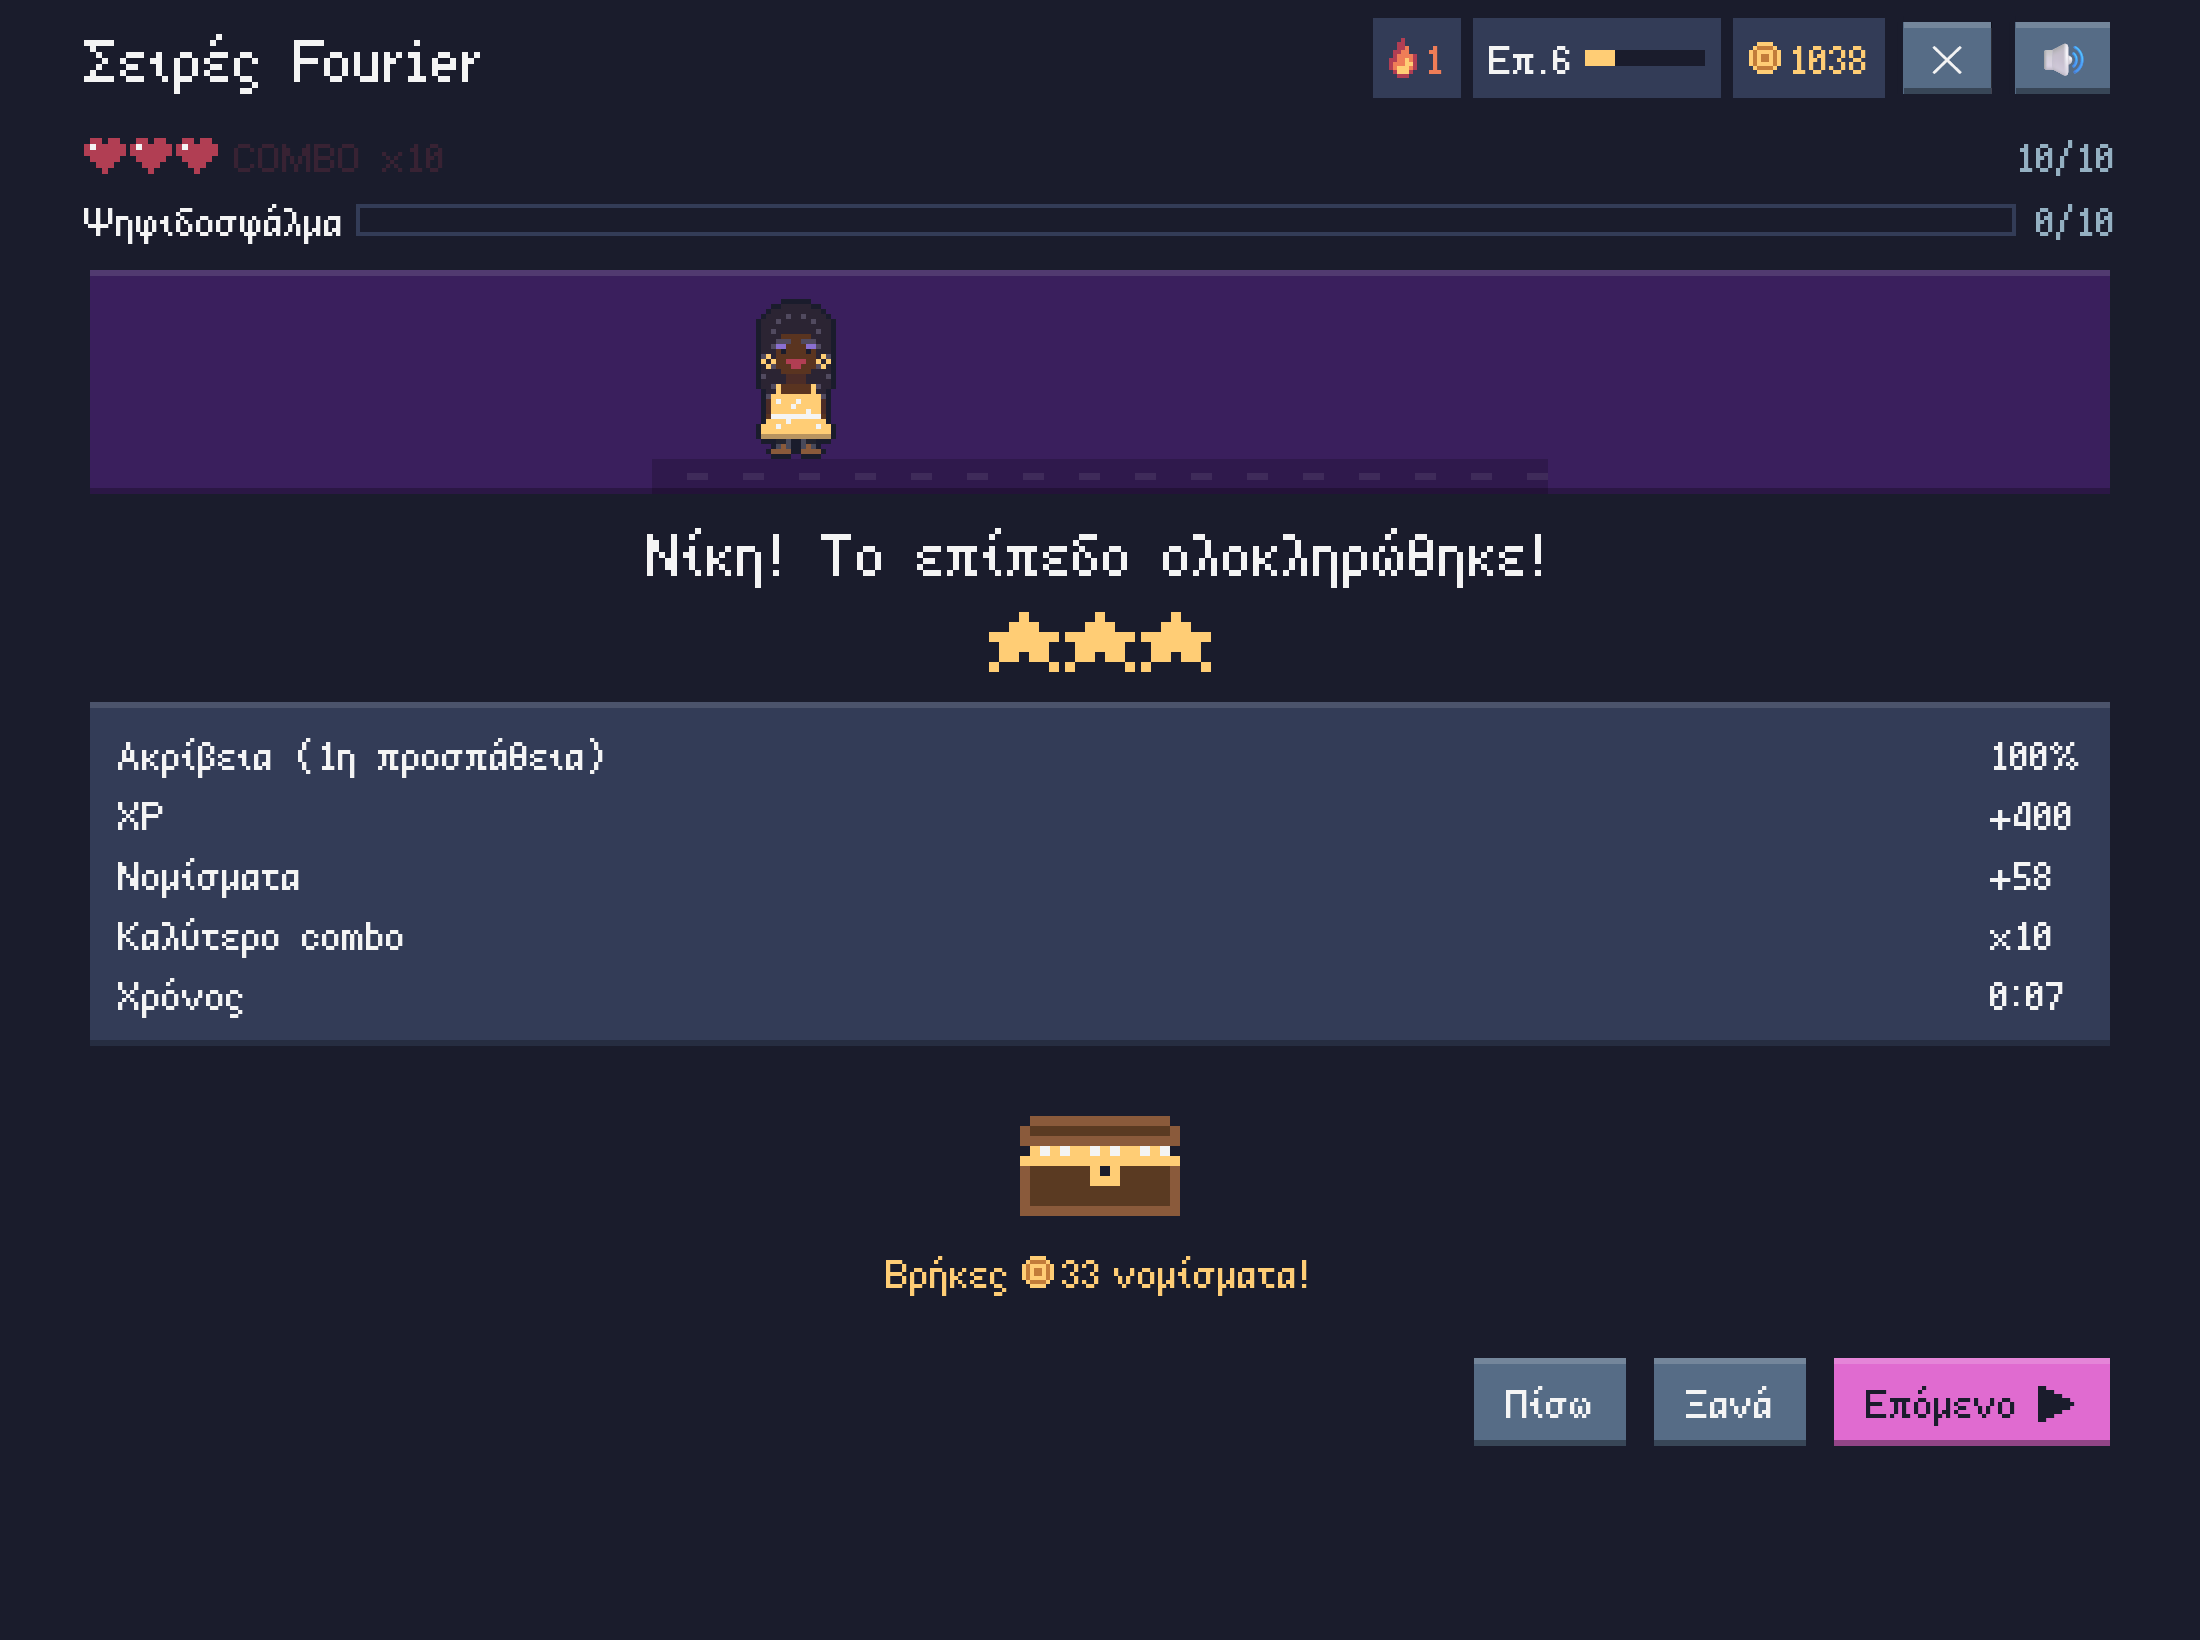 Σειρές Fourier
1
Επ.6
1038
COMBO x10
10/10
Ψηφιδοσφάλμα
0/10
Νίκη! Το επίπεδο ολοκληρώθηκε!
Ακρίβεια (1η προσπάθεια) 100%
XP +400
Νομίσματα +58
Καλύτερο combo x10
Χρόνος 0:07
Βρήκες 33 νομίσματα!
Πίσω
Ξανά
Επόμενο